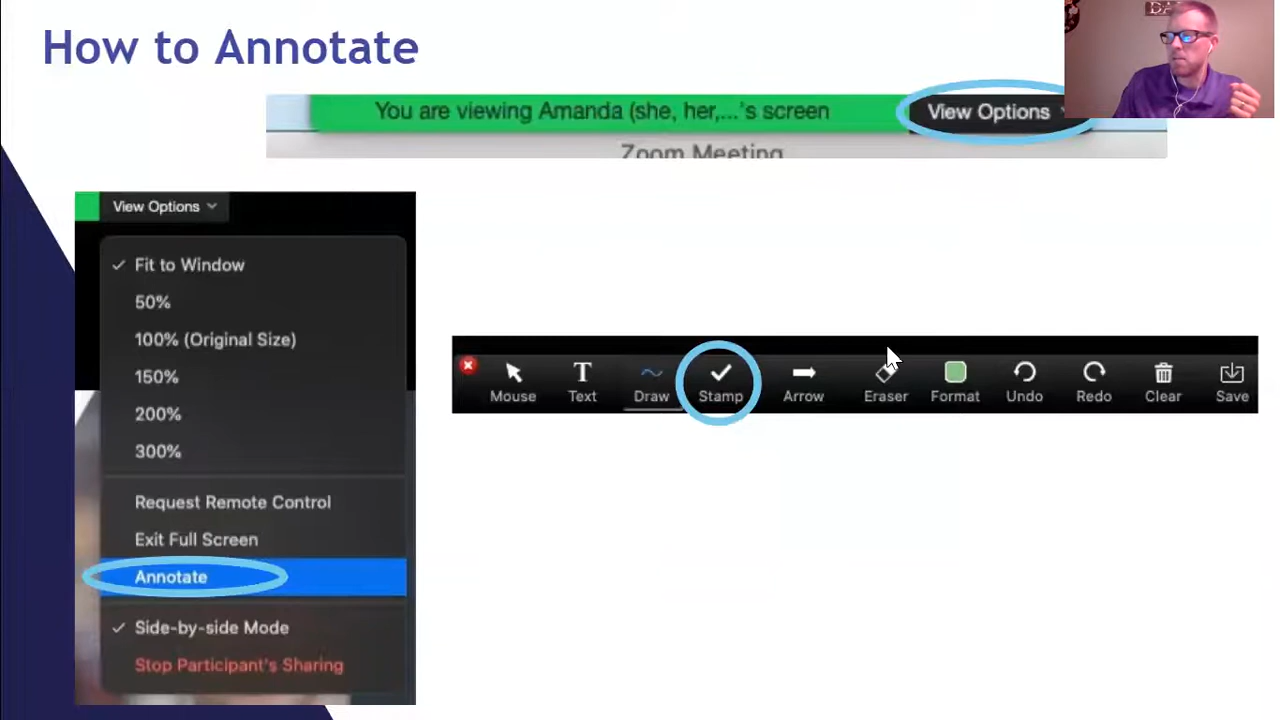 How to Annotate
You are viewing Amanda (she, her,...'s screen
View Options
Zoom Meeting
View Options
Fit to Window
50%
100% (Original Size)
150%
200%
300%
Request Remote Control
Exit Full Screen
Annotate
Side-by-side Mode
Stop Participant's Sharing
Mouse Text Draw Stamp Arrow Eraser Format Undo Redo Clear Save